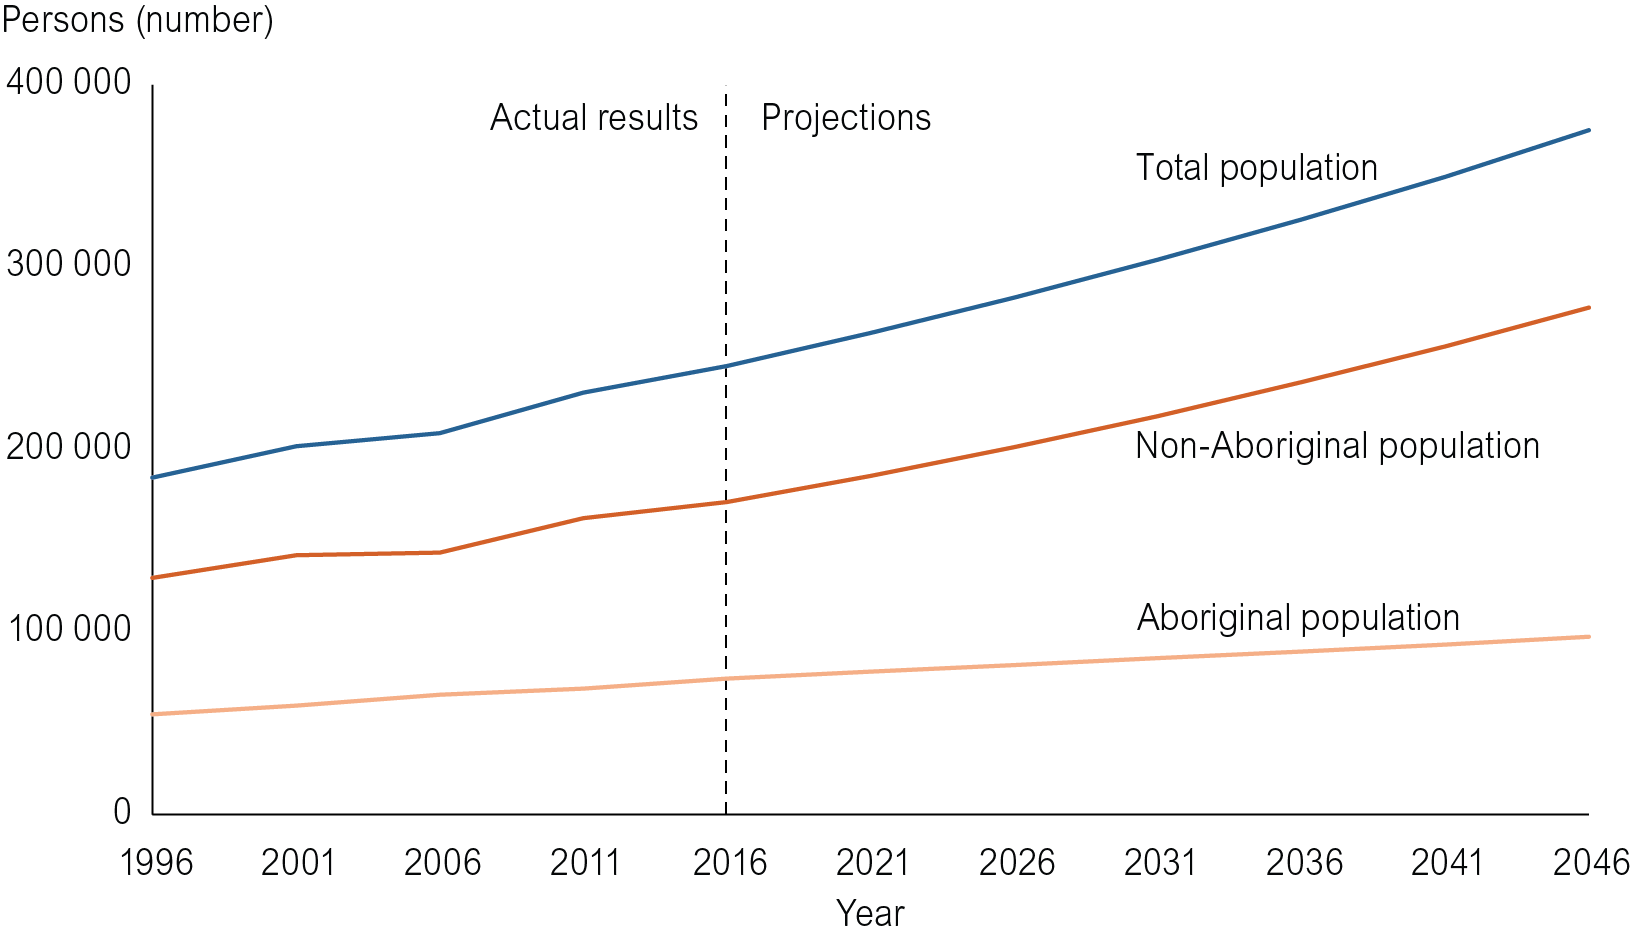 Persons (number)
400 000
Actual results
Projections
Total population
300 000
200 000
Non-Aboriginal population
100 000
Aboriginal population
0
1996 2001 2006 2011 2016 2021 2026 2031 2036 2041 2046
Year